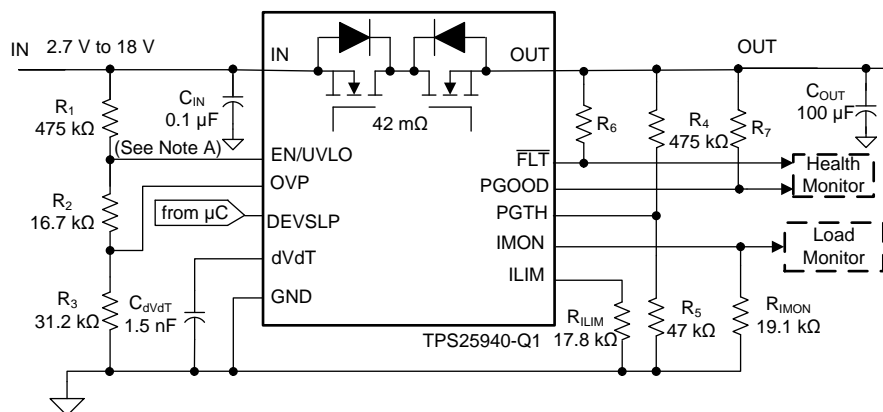 IN 2.7 V to 18 V
IN
OUT
OUT
R1
475 kΩ
CIN
0.1 µF
42 mΩ
R6
R4
475 kΩ
R7
COUT
100 µF
(See Note A)
EN/UVLO
FLT
Health
Monitor
OVP
PGOOD
R2
16.7 kΩ
from µC
DEVSLP
PGTH
IMON
Load
Monitor
dVdT
ILIM
R3
31.2 kΩ
CdVdT
1.5 nF
GND
RILIM
17.8 kΩ
R5
47 kΩ
RIMON
19.1 kΩ
TPS25940-Q1